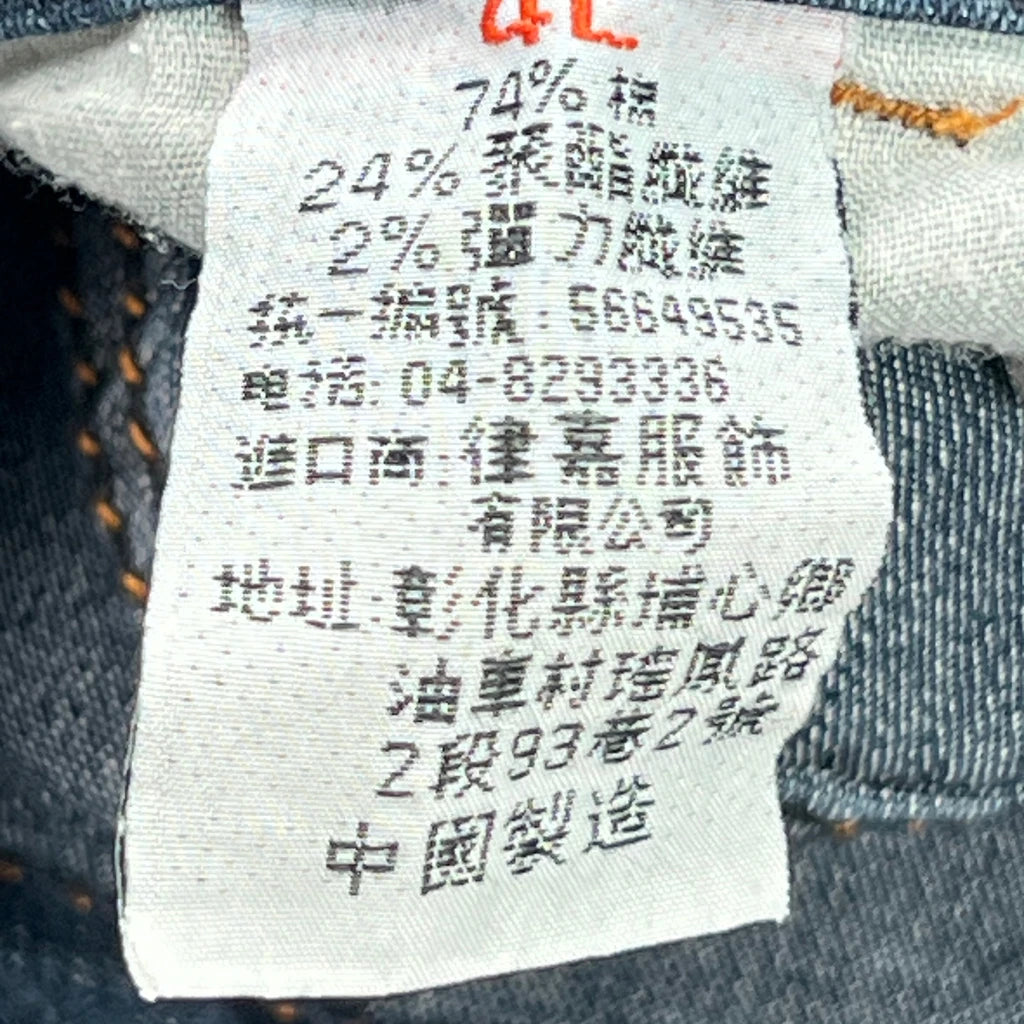 4L
74% 棉
24% 聚酯纖維
2% 彈力纖維
統一編號: 56649535
電話: 04-8293336
進口商: 律嘉服飾
有限公司
地址: 彰化縣埔心鄉
油車村瑤鳳路
2段93巷2號
中國製造